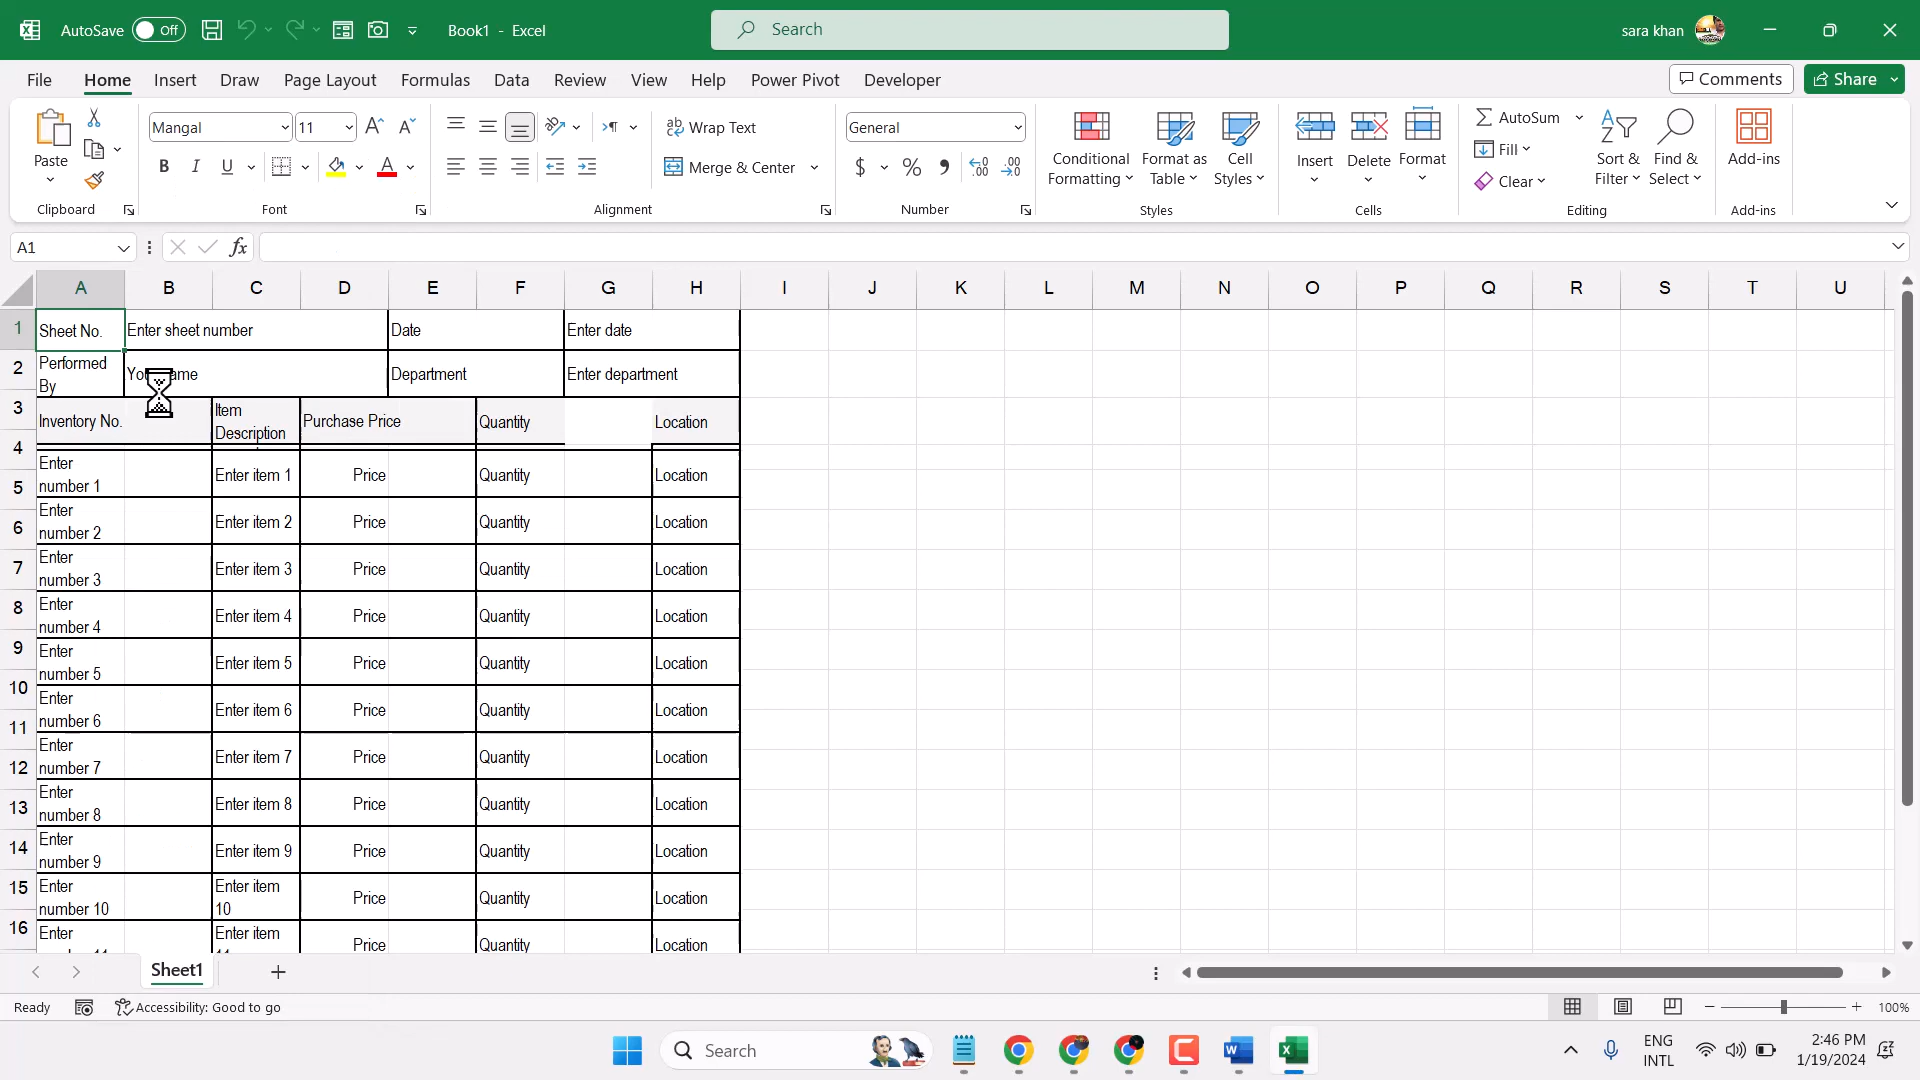 AutoSave Off Book1 - Excel Search sara khan
File Home Insert Draw Page Layout Formulas Data Review View Help Power Pivot Developer Comments Share
Paste
Clipboard
Mangal 11
B I U
Font
Wrap Text
Merge & Center
Alignment
General
$ % ,
Number
Conditional
Formatting
Format as
Table
Cell
Styles
Styles
Insert
Delete
Format
Cells
AutoSum
Fill
Clear
Sort &
Filter
Find &
Select
Editing
Add-ins
Add-ins
A1 fx
A B C D E F G H I J K L M N O P Q R S T U
1
2
3
4
5
6
7
8
9
10
11
12
13
14
15
16
Sheet No. Enter sheet number Date Enter date
Performed
By
Department Enter department
Inventory No. Item
Description
Purchase Price Quantity Location
Enter
number 1
Enter item 1 Price Quantity Location
Enter
number 2
Enter item 2 Price Quantity Location
Enter
number 3
Enter item 3 Price Quantity Location
Enter
number 4
Enter item 4 Price Quantity Location
Enter
number 5
Enter item 5 Price Quantity Location
Enter
number 6
Enter item 6 Price Quantity Location
Enter
number 7
Enter item 7 Price Quantity Location
Enter
number 8
Enter item 8 Price Quantity Location
Enter
number 9
Enter item 9 Price Quantity Location
Enter
number 10
Enter item
10
Price Quantity Location
Enter
Enter item
Price Quantity Location
Sheet1
Ready Accessibility: Good to go 100%
Search
ENG
INTL
2:46 PM
1/19/2024